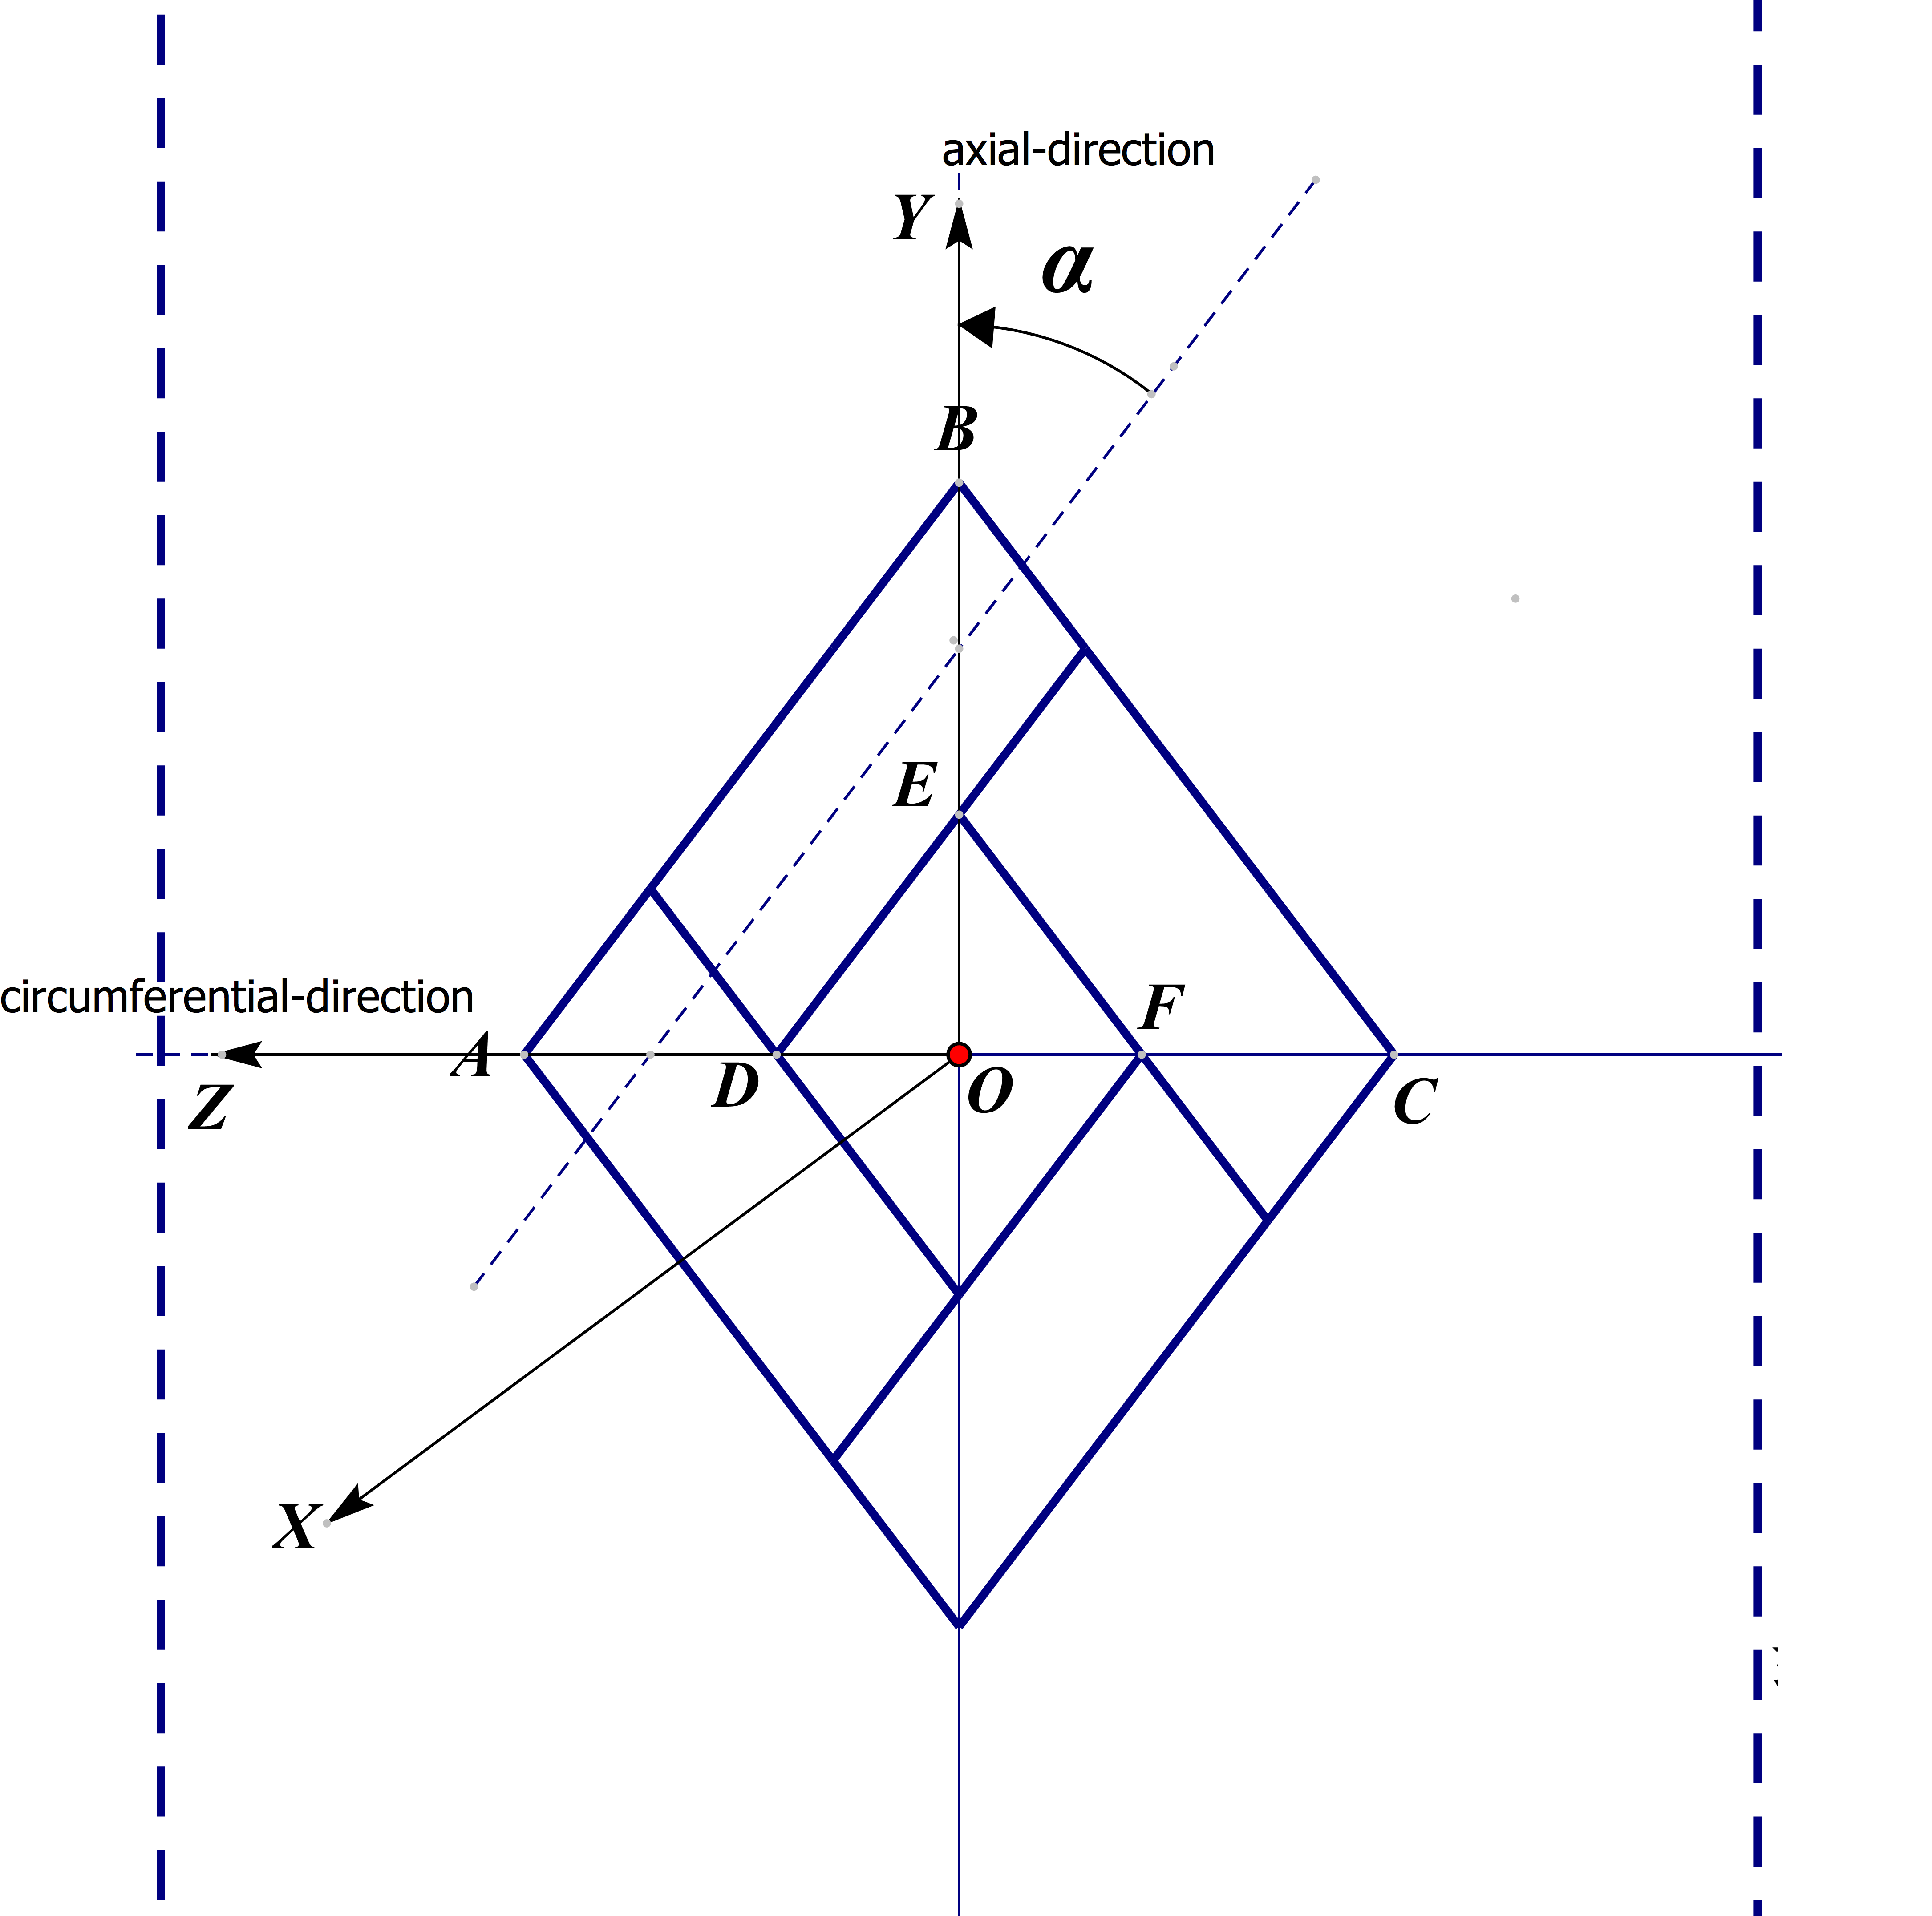 axial-direction
Y
α
B
E
circumferential-direction
F
A
D
O
Z
C
X